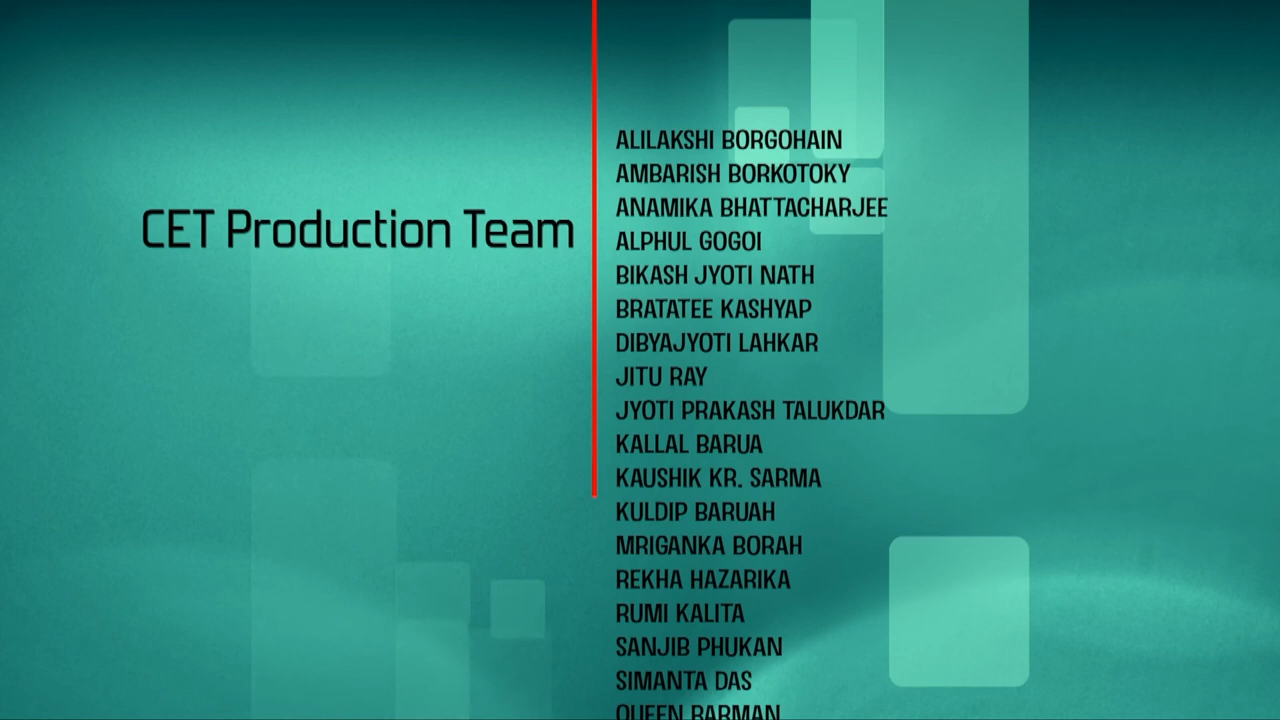 CET Production Team
ALILAKSHI BORGOHAIN
AMBARISH BORKOTOKY
ANAMIKA BHATTACHARJEE
ALPHUL GOGOI
BIKASH JYOTI NATH
BRATATEE KASHYAP
DIBYAJYOTI LAHKAR
JITU RAY
JYOTI PRAKASH TALUKDAR
KALLAL BARUA
KAUSHIK KR. SARMA
KULDIP BARUAH
MRIGANKA BORAH
REKHA HAZARIKA
RUMI KALITA
SANJIB PHUKAN
SIMANTA DAS
QUEEN BARMAN